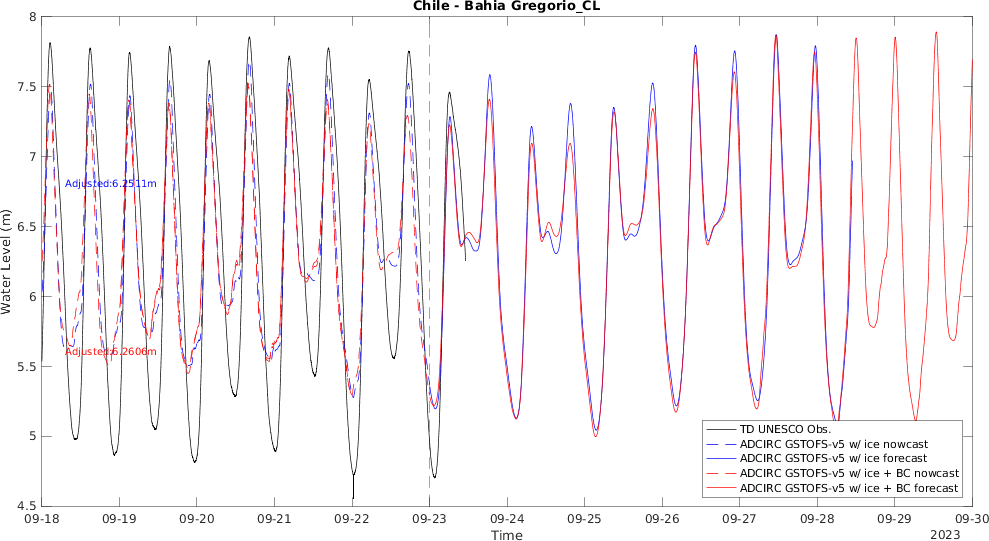 Chile - Bahia Gregorio_CL
8
7.5
7
6.5
6
5.5
5
4.5
Water Level (m)
Adjusted:6.2511m
Adjusted:6.2606m
TD UNESCO Obs.
ADCIRC GSTOFS-v5 w/ ice nowcast
ADCIRC GSTOFS-v5 w/ ice forecast
ADCIRC GSTOFS-v5 w/ ice + BC nowcast
ADCIRC GSTOFS-v5 w/ ice + BC forecast
09-18 09-19 09-20 09-21 09-22 09-23 09-24 09-25 09-26 09-27 09-28 09-29 09-30
Time
2023